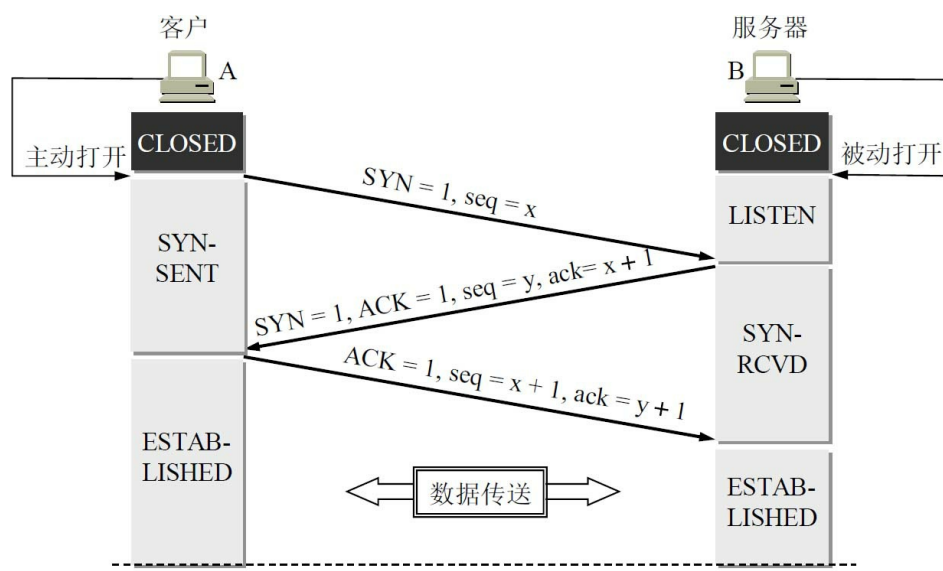 客户
服务器
A
B
CLOSED
CLOSED
主动打开
被动打开
SYN = 1, seq = x
LISTEN
SYN-
SENT
SYN = 1, ACK = 1, seq = y, ack= x + 1
SYN-
RCVD
ACK = 1, seq = x + 1, ack = y + 1
ESTAB-
LISHED
数据传送
ESTAB-
LISHED